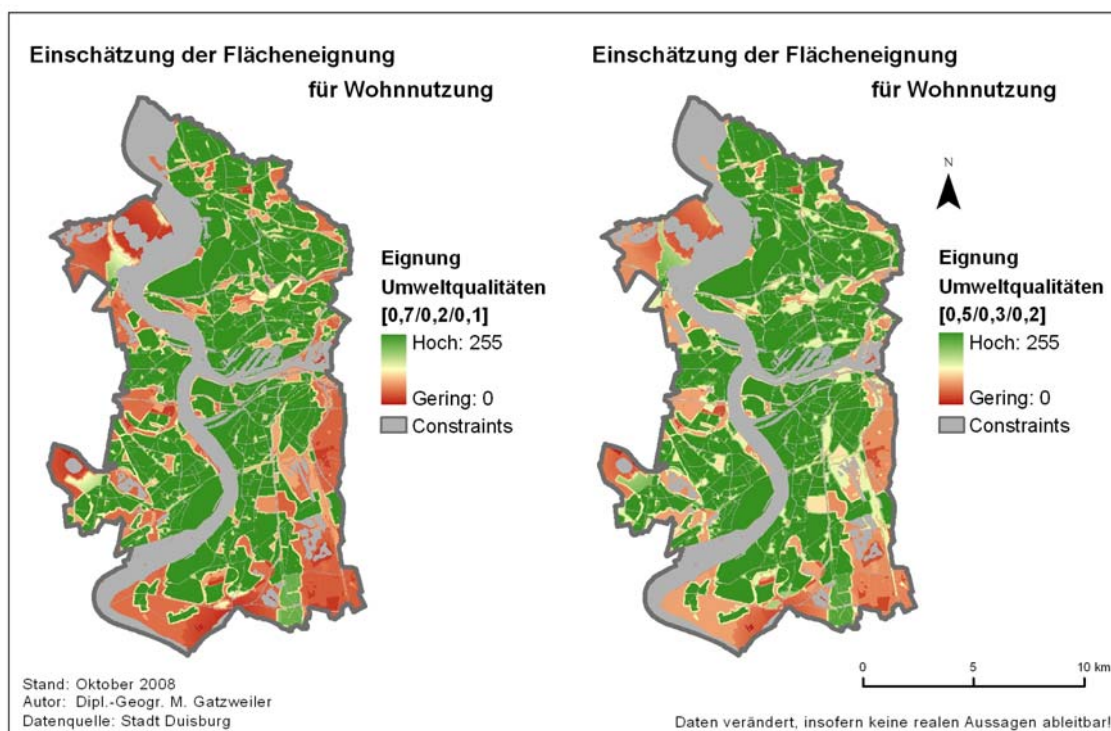 Einschätzung der Flächeneignung
für Wohnnutzung
Eignung
Umweltqualitäten
[0,7/0,2/0,1]
Hoch: 255
Gering: 0
Constraints
Einschätzung der Flächeneignung
für Wohnnutzung
N
Eignung
Umweltqualitäten
[0,5/0,3/0,2]
Hoch: 255
Gering: 0
Constraints
Stand: Oktober 2008
Autor: Dipl.-Geogr. M. Gatzweiler
Datenquelle: Stadt Duisburg
0 5 10 km
Daten verändert, insofern keine realen Aussagen ableitbar!